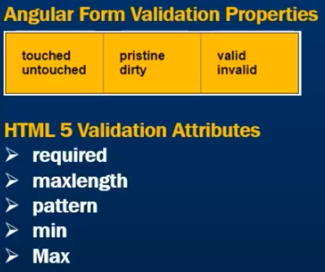 Angular Form Validation Properties
touched pristine valid
untouched dirty invalid
HTML 5 Validation Attributes
➢ required
➢ maxlength
➢ pattern
➢ min
➢ Max